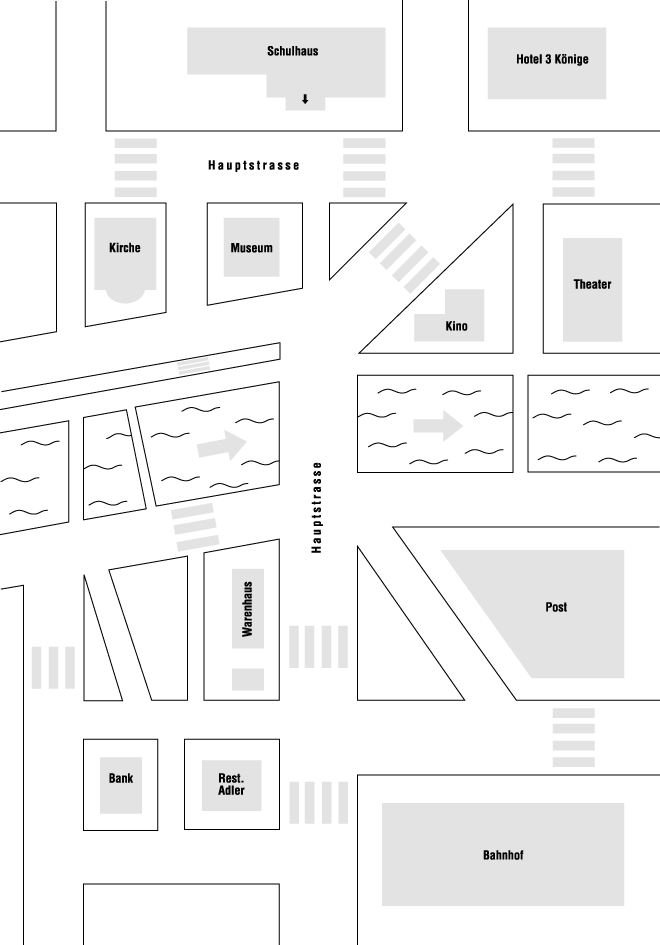 Schulhaus
Hotel 3 Könige
Hauptstrasse
Kirche
Museum
Theater
Kino
Hauptstrasse
Warenhaus
Post
Bank
Rest.
Adler
Bahnhof